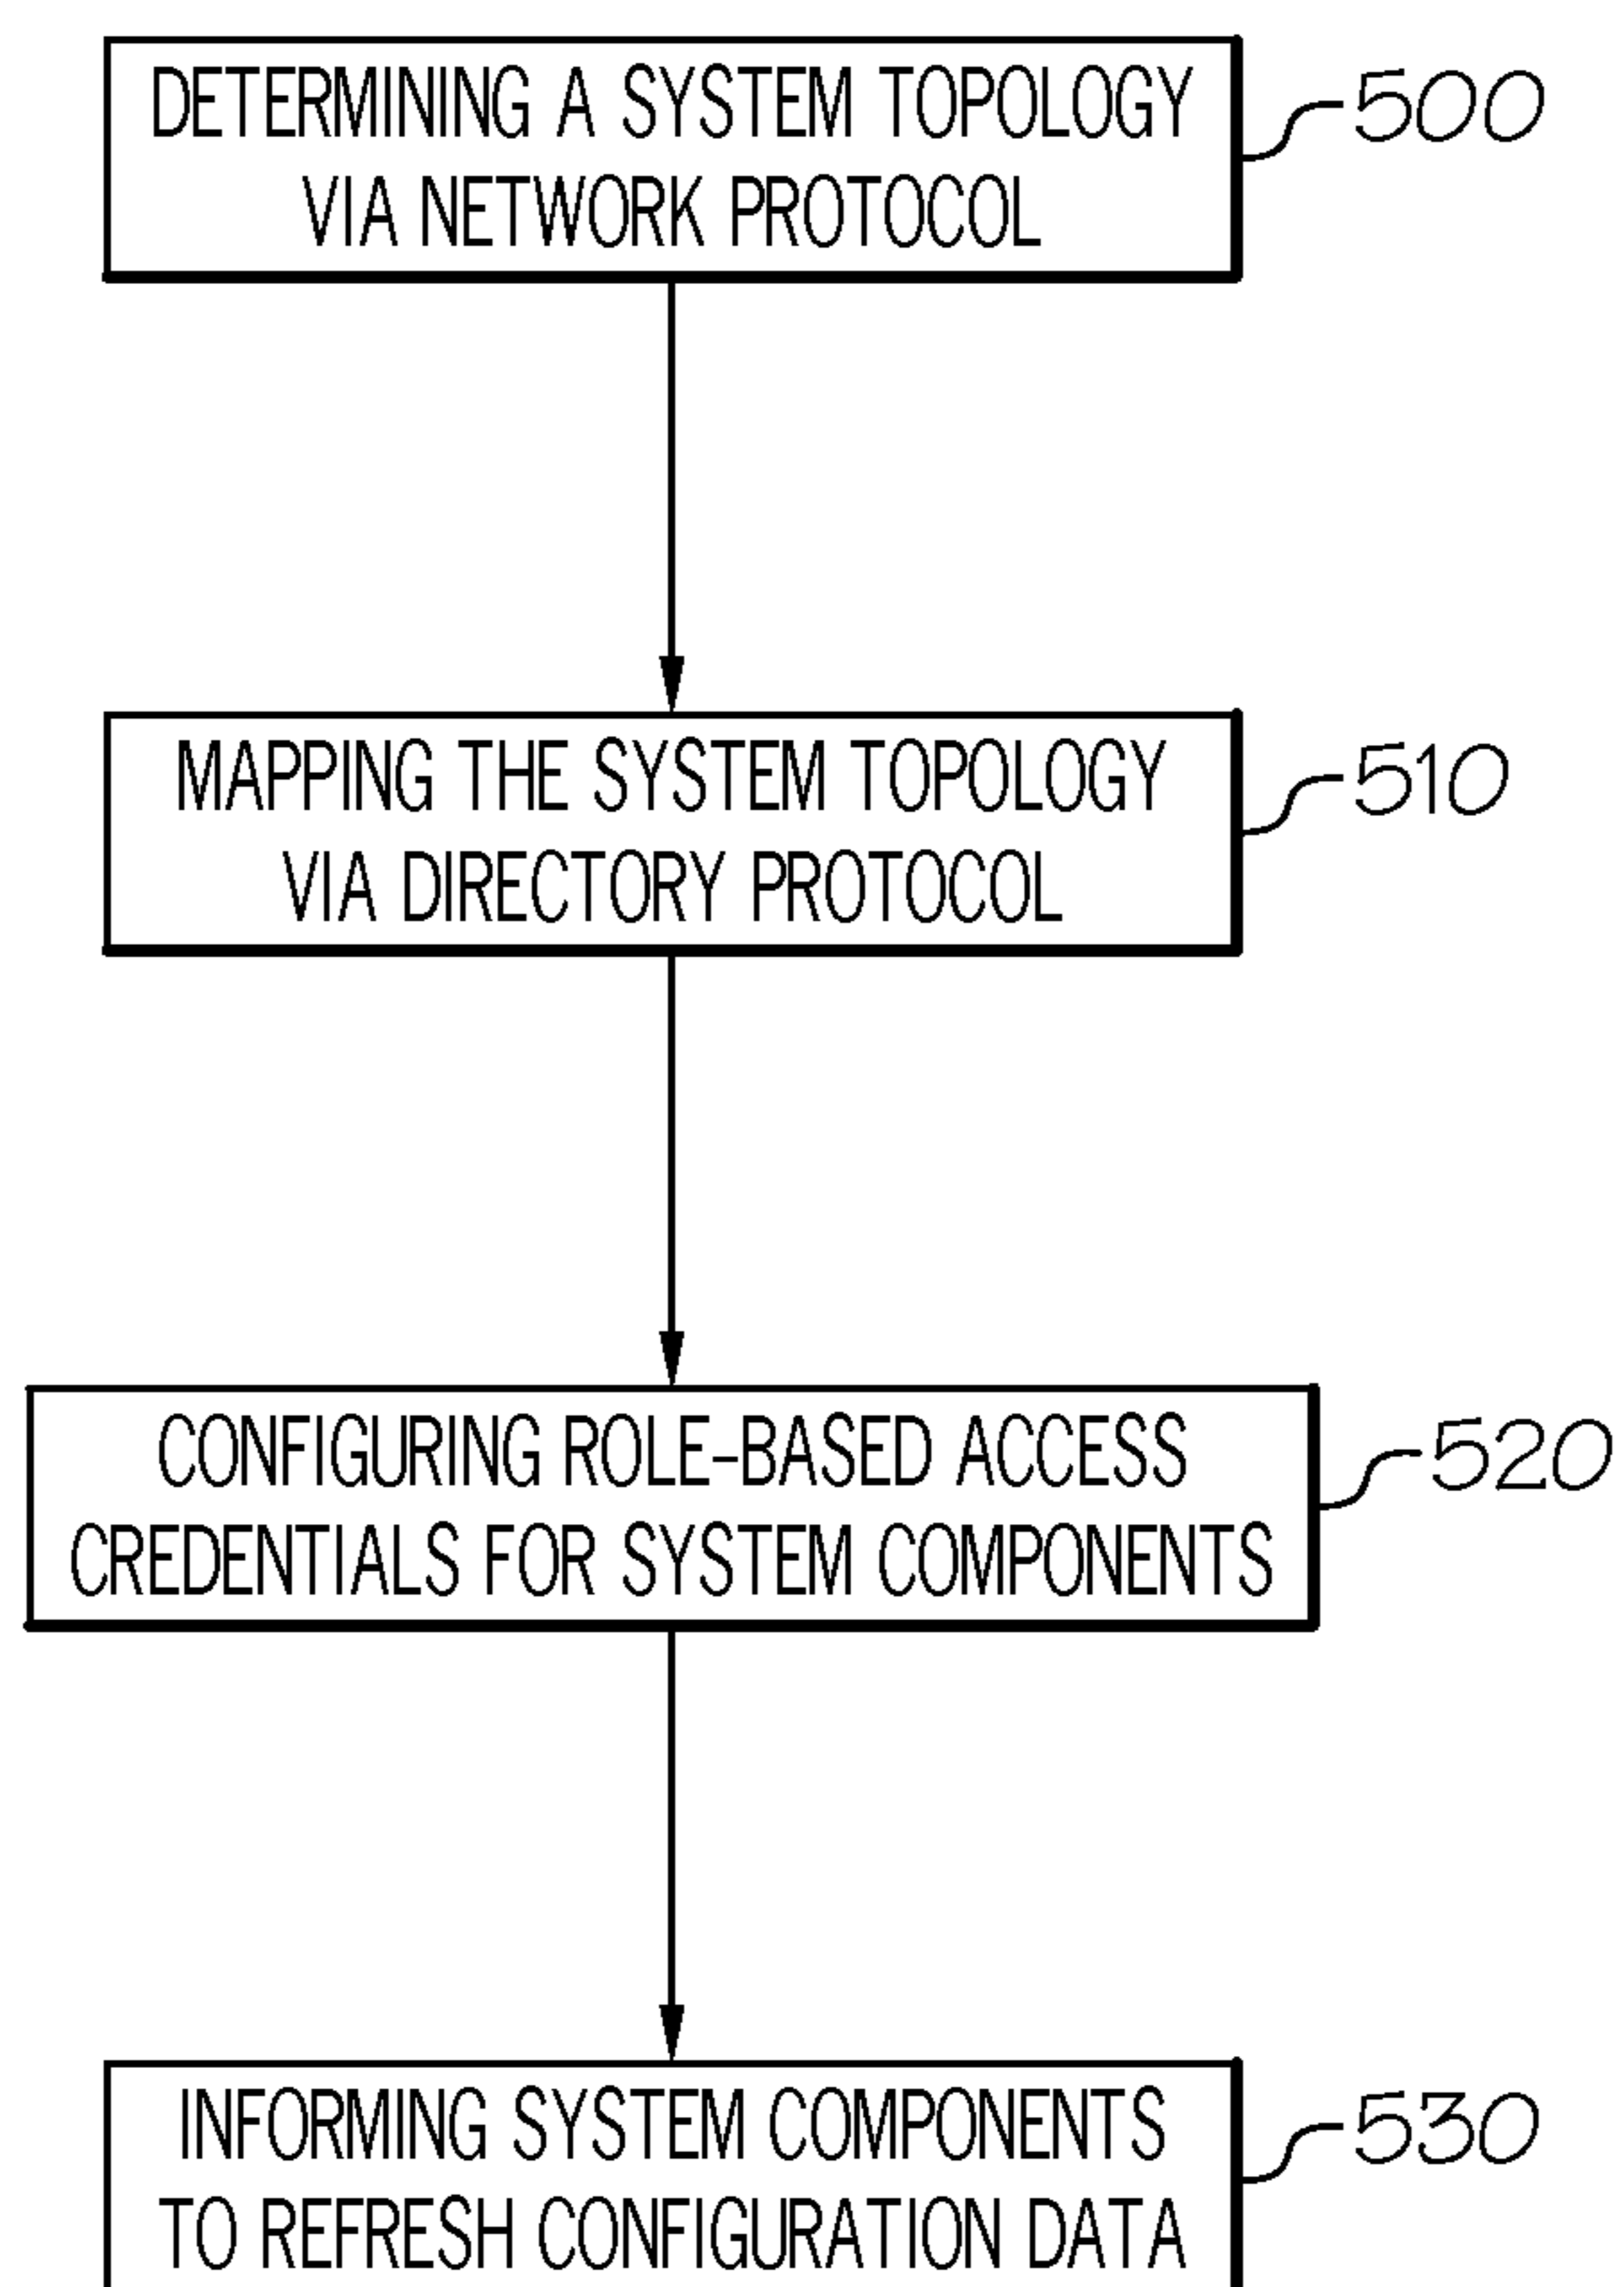 DETERMINING A SYSTEM TOPOLOGY
VIA NETWORK PROTOCOL
500
MAPPING THE SYSTEM TOPOLOGY
VIA DIRECTORY PROTOCOL
510
CONFIGURING ROLE-BASED ACCESS
CREDENTIALS FOR SYSTEM COMPONENTS
520
INFORMING SYSTEM COMPONENTS
TO REFRESH CONFIGURATION DATA
530